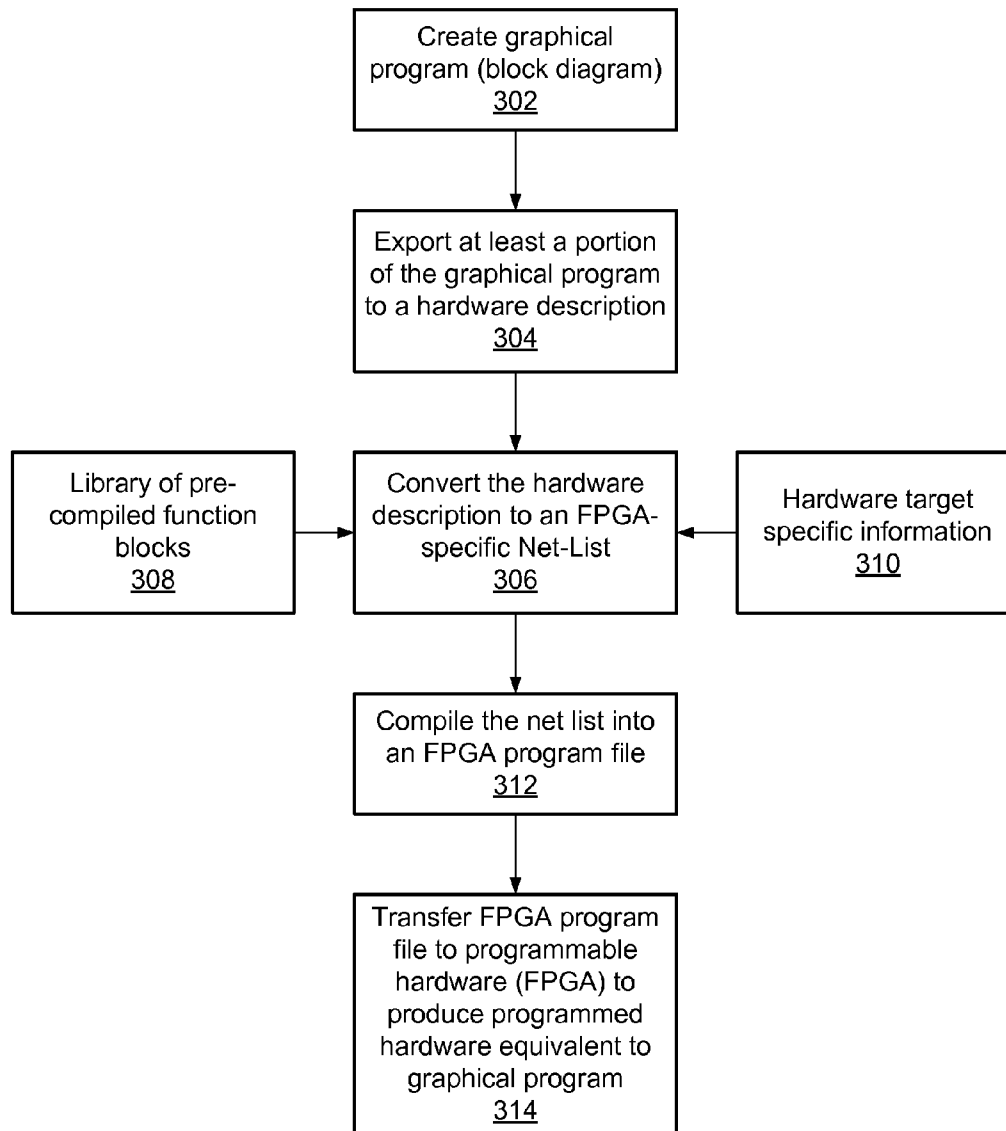 Create graphical
program (block diagram)
302
Export at least a portion
of the graphical program
to a hardware description
304
Library of pre-
compiled function
blocks
308
Convert the hardware
description to an FPGA-
specific Net-List
306
Hardware target
specific information
310
Compile the net list into
an FPGA program file
312
Transfer FPGA program
file to programmable
hardware (FPGA) to
produce programmed
hardware equivalent to
graphical program
314